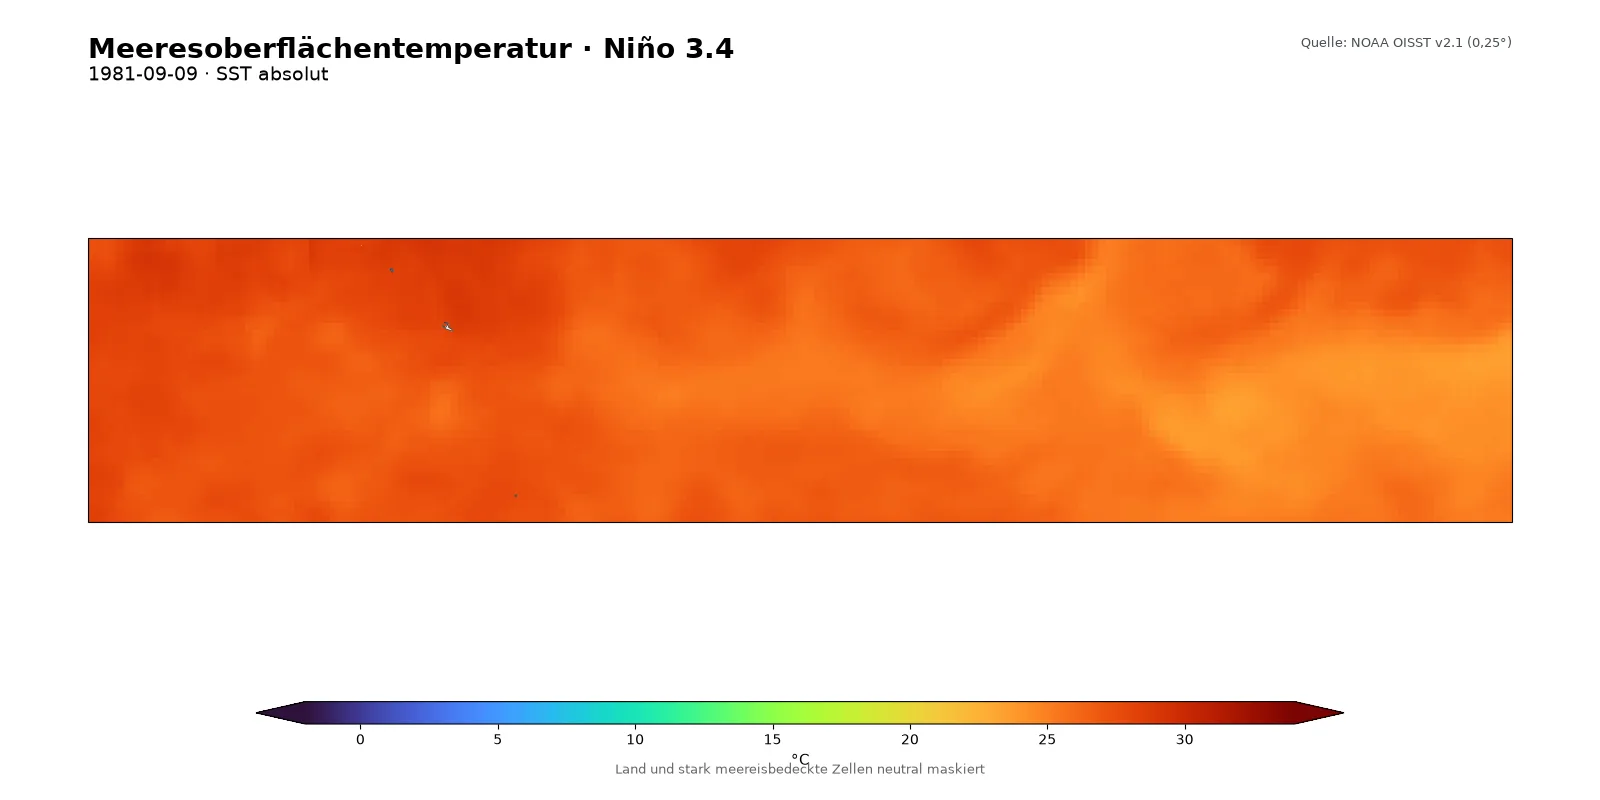 Meeresoberflächentemperatur · Niño 3.4
1981-09-09 · SST absolut
Quelle: NOAA OISST v2.1 (0,25°)
0 5 10 15 20 25 30
°C
Land und stark meereisbedeckte Zellen neutral maskiert